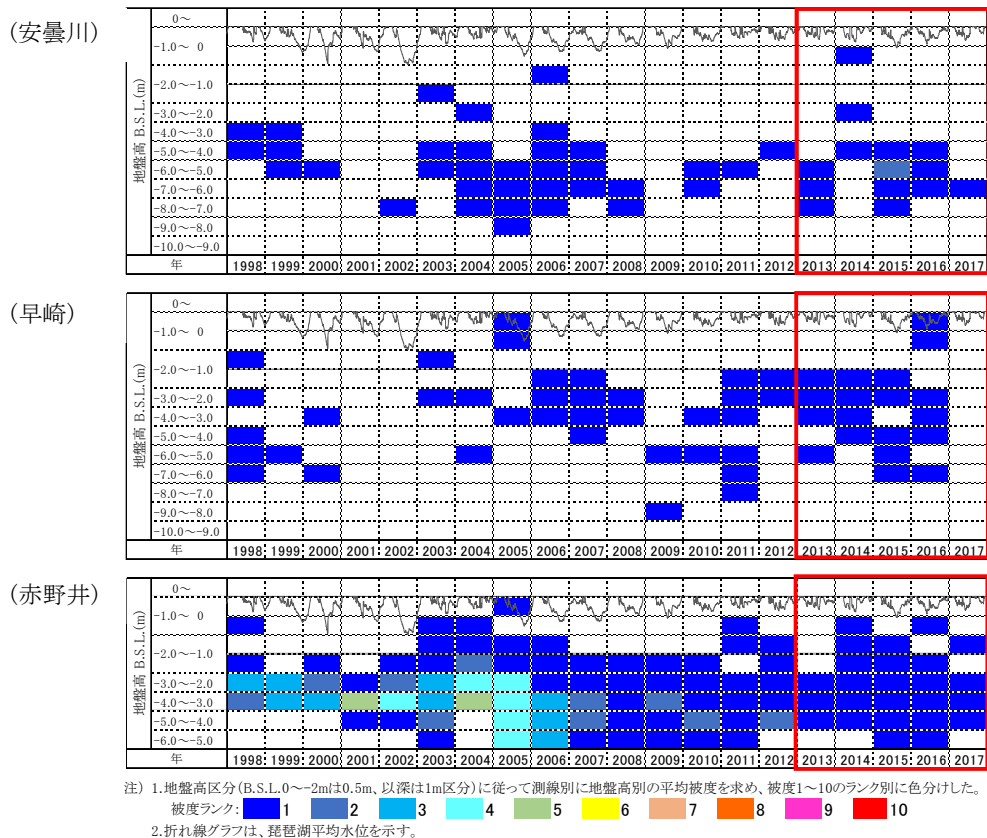 (安曇川)
地盤高 B.S.L.(m)
0～
-1.0～ 0
-2.0～-1.0
-3.0～-2.0
-4.0～-3.0
-5.0～-4.0
-6.0～-5.0
-7.0～-6.0
-8.0～-7.0
-9.0～-8.0
-10.0～-9.0
年 1998 1999 2000 2001 2002 2003 2004 2005 2006 2007 2008 2009 2010 2011 2012 2013 2014 2015 2016 2017
(早崎)
地盤高 B.S.L.(m)
0～
-1.0～ 0
-2.0～-1.0
-3.0～-2.0
-4.0～-3.0
-5.0～-4.0
-6.0～-5.0
-7.0～-6.0
-8.0～-7.0
-9.0～-8.0
-10.0～-9.0
年 1998 1999 2000 2001 2002 2003 2004 2005 2006 2007 2008 2009 2010 2011 2012 2013 2014 2015 2016 2017
(赤野井)
地盤高 B.S.L.(m)
0～
-1.0～ 0
-2.0～-1.0
-3.0～-2.0
-4.0～-3.0
-5.0～-4.0
-6.0～-5.0
年 1998 1999 2000 2001 2002 2003 2004 2005 2006 2007 2008 2009 2010 2011 2012 2013 2014 2015 2016 2017
注) 1.地盤高区分(B.S.L.0～-2mは0.5m、以深は1m区分)に従って測線別に地盤高別の平均被度を求め、被度1～10のランク別に色分けした。
被度ランク: 1 2 3 4 5 6 7 8 9 10
2.折れ線グラフは、琵琶湖平均水位を示す。